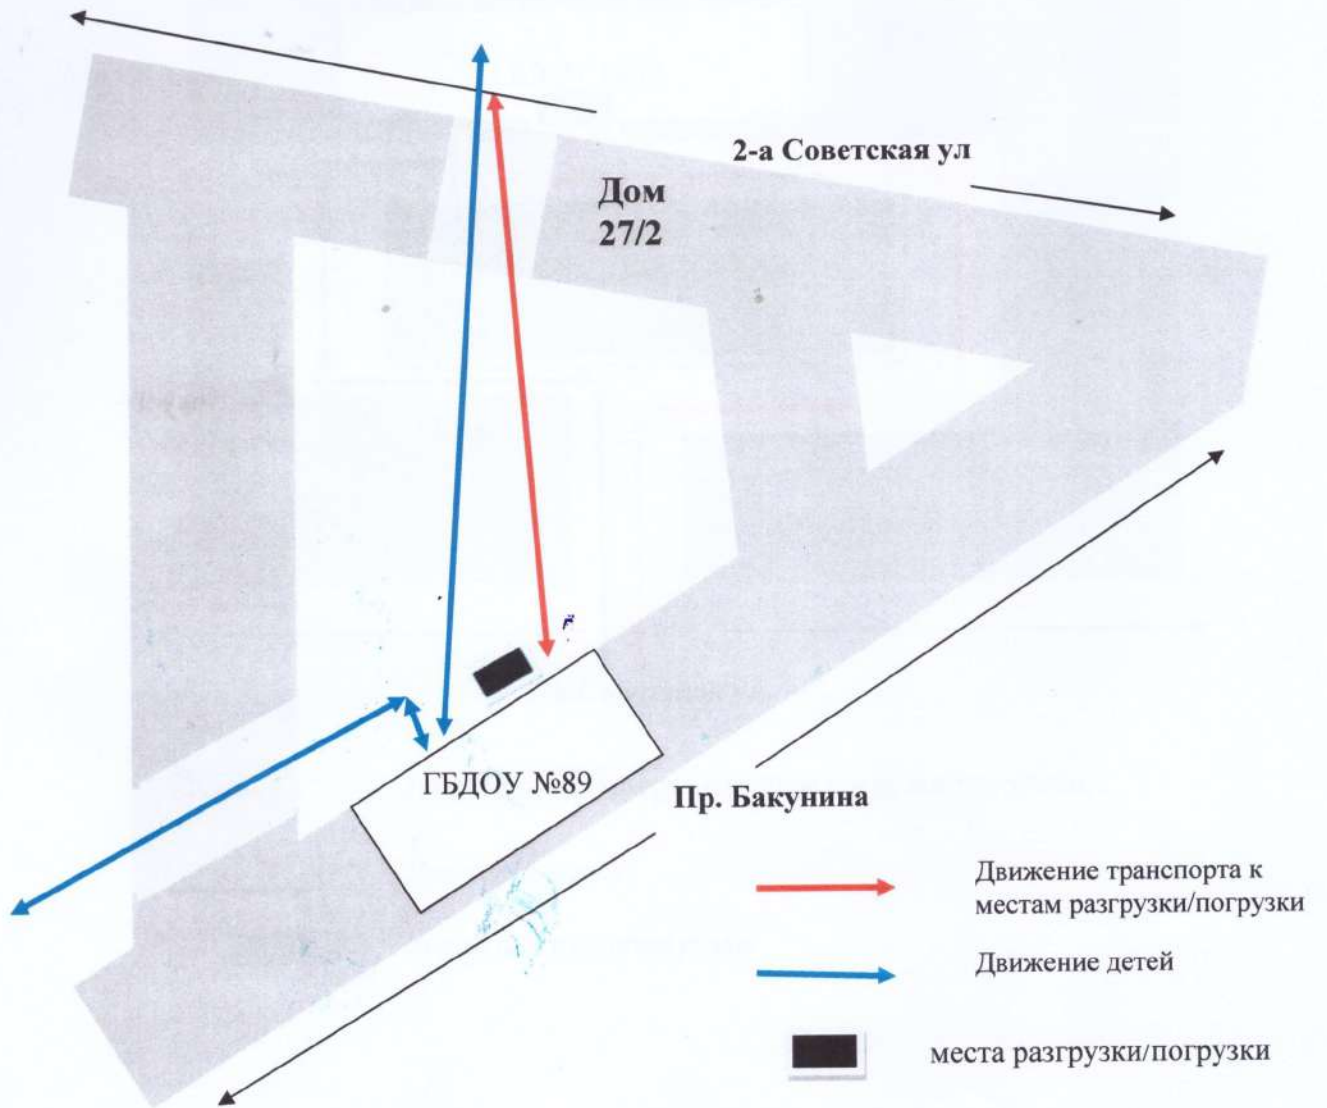 2-а Советская ул
Дом
27/2
ГБДОУ №89
Пр. Бакунина
Движение транспорта к
местам разгрузки/погрузки
Движение детей
места разгрузки/погрузки